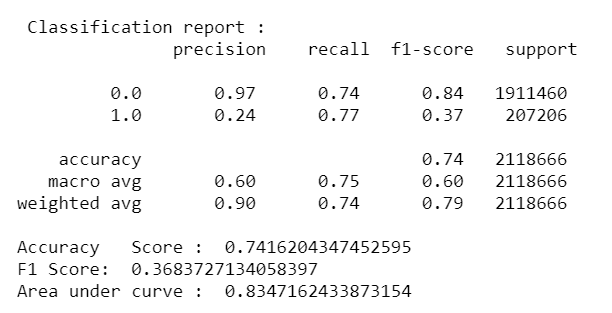 Classification report :
precision recall f1-score support
0.0 0.97 0.74 0.84 1911460
1.0 0.24 0.77 0.37 207206
accuracy 0.74 2118666
macro avg 0.60 0.75 0.60 2118666
weighted avg 0.90 0.74 0.79 2118666
Accuracy Score : 0.7416204347452595
F1 Score: 0.3683727134058397
Area under curve : 0.8347162433873154